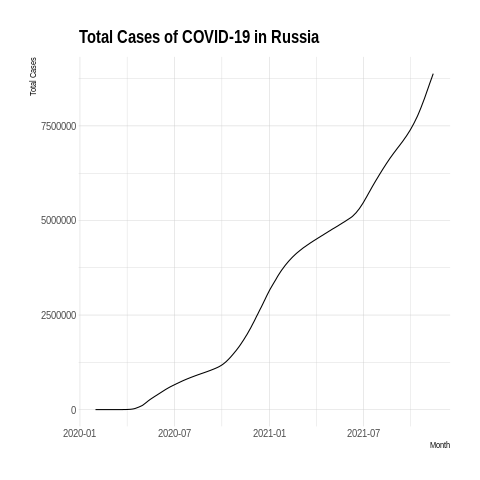 Total Cases of COVID-19 in Russia
Total Cases
7500000
5000000
2500000
0
2020-01 2020-07 2021-01 2021-07
Month